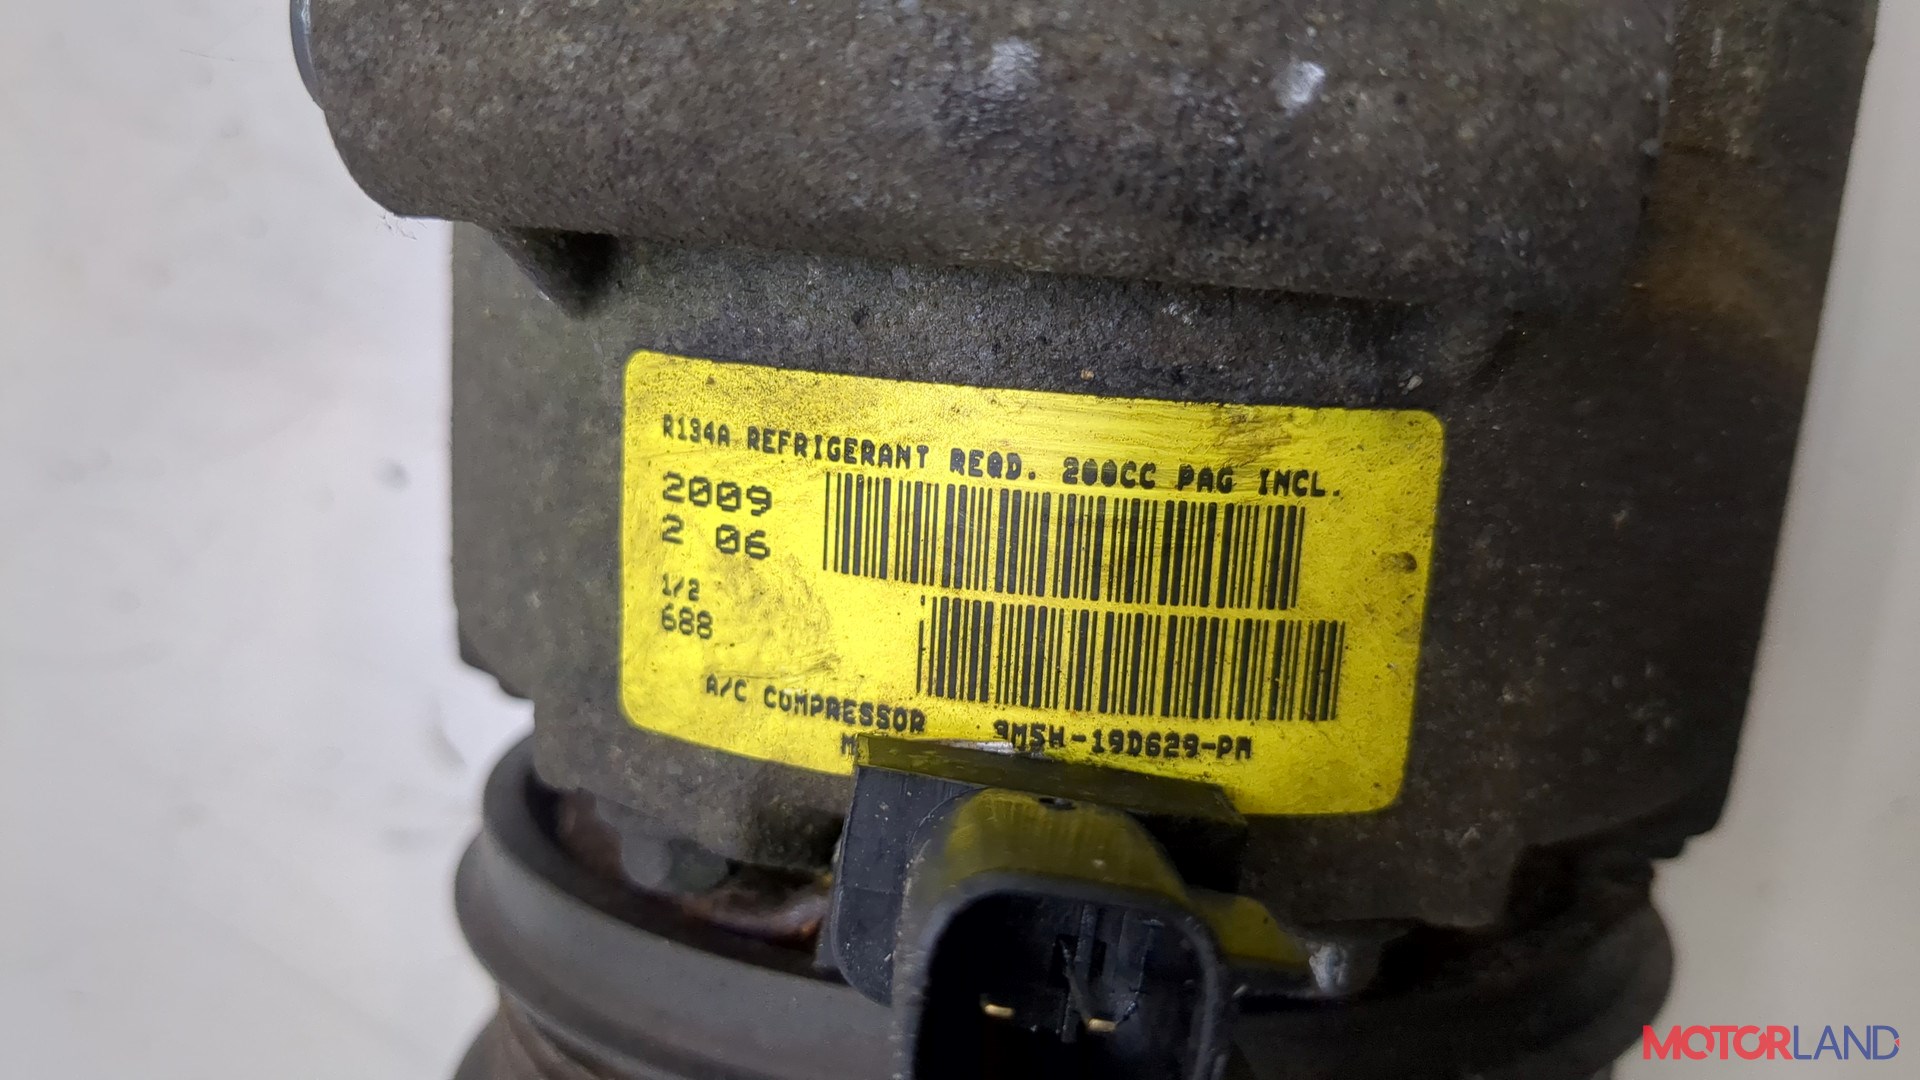 R134A REFRIGERANT REQD. 200CC PAG INCL.
2009
2 06
1/2
688
A/C COMPRESSOR 9M5H-19D629-PM
MOTORLAND